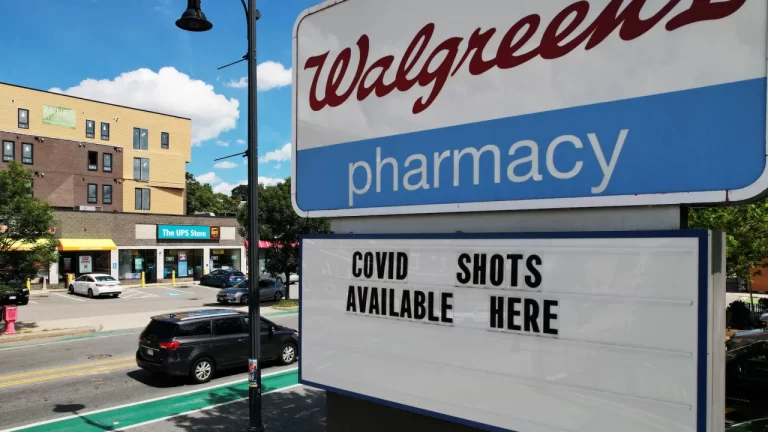 Walgreens
pharmacy
The UPS Store
COVID SHOTS
AVAILABLE HERE